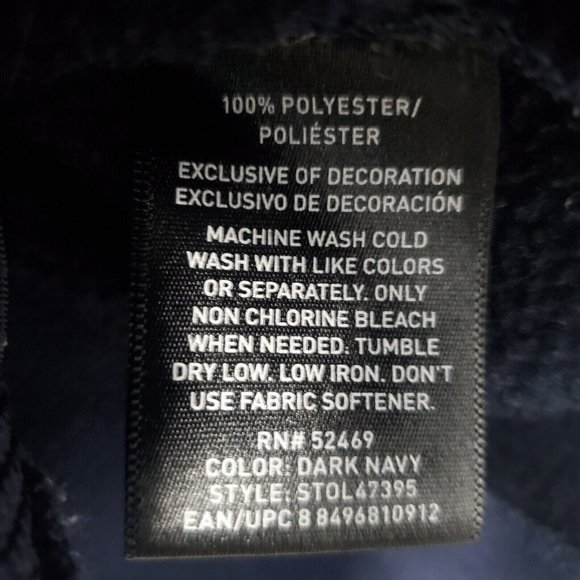 100% POLYESTER/
POLIÉSTER
EXCLUSIVE OF DECORATION
EXCLUSIVO DE DECORACIÓN
MACHINE WASH COLD
WASH WITH LIKE COLORS
OR SEPARATELY. ONLY
NON CHLORINE BLEACH
WHEN NEEDED. TUMBLE
DRY LOW. LOW IRON. DON'T
USE FABRIC SOFTENER.
RN# 52469
COLOR: DARK NAVY
STYLE: STOL47395
EAN/UPC 8 8496810912